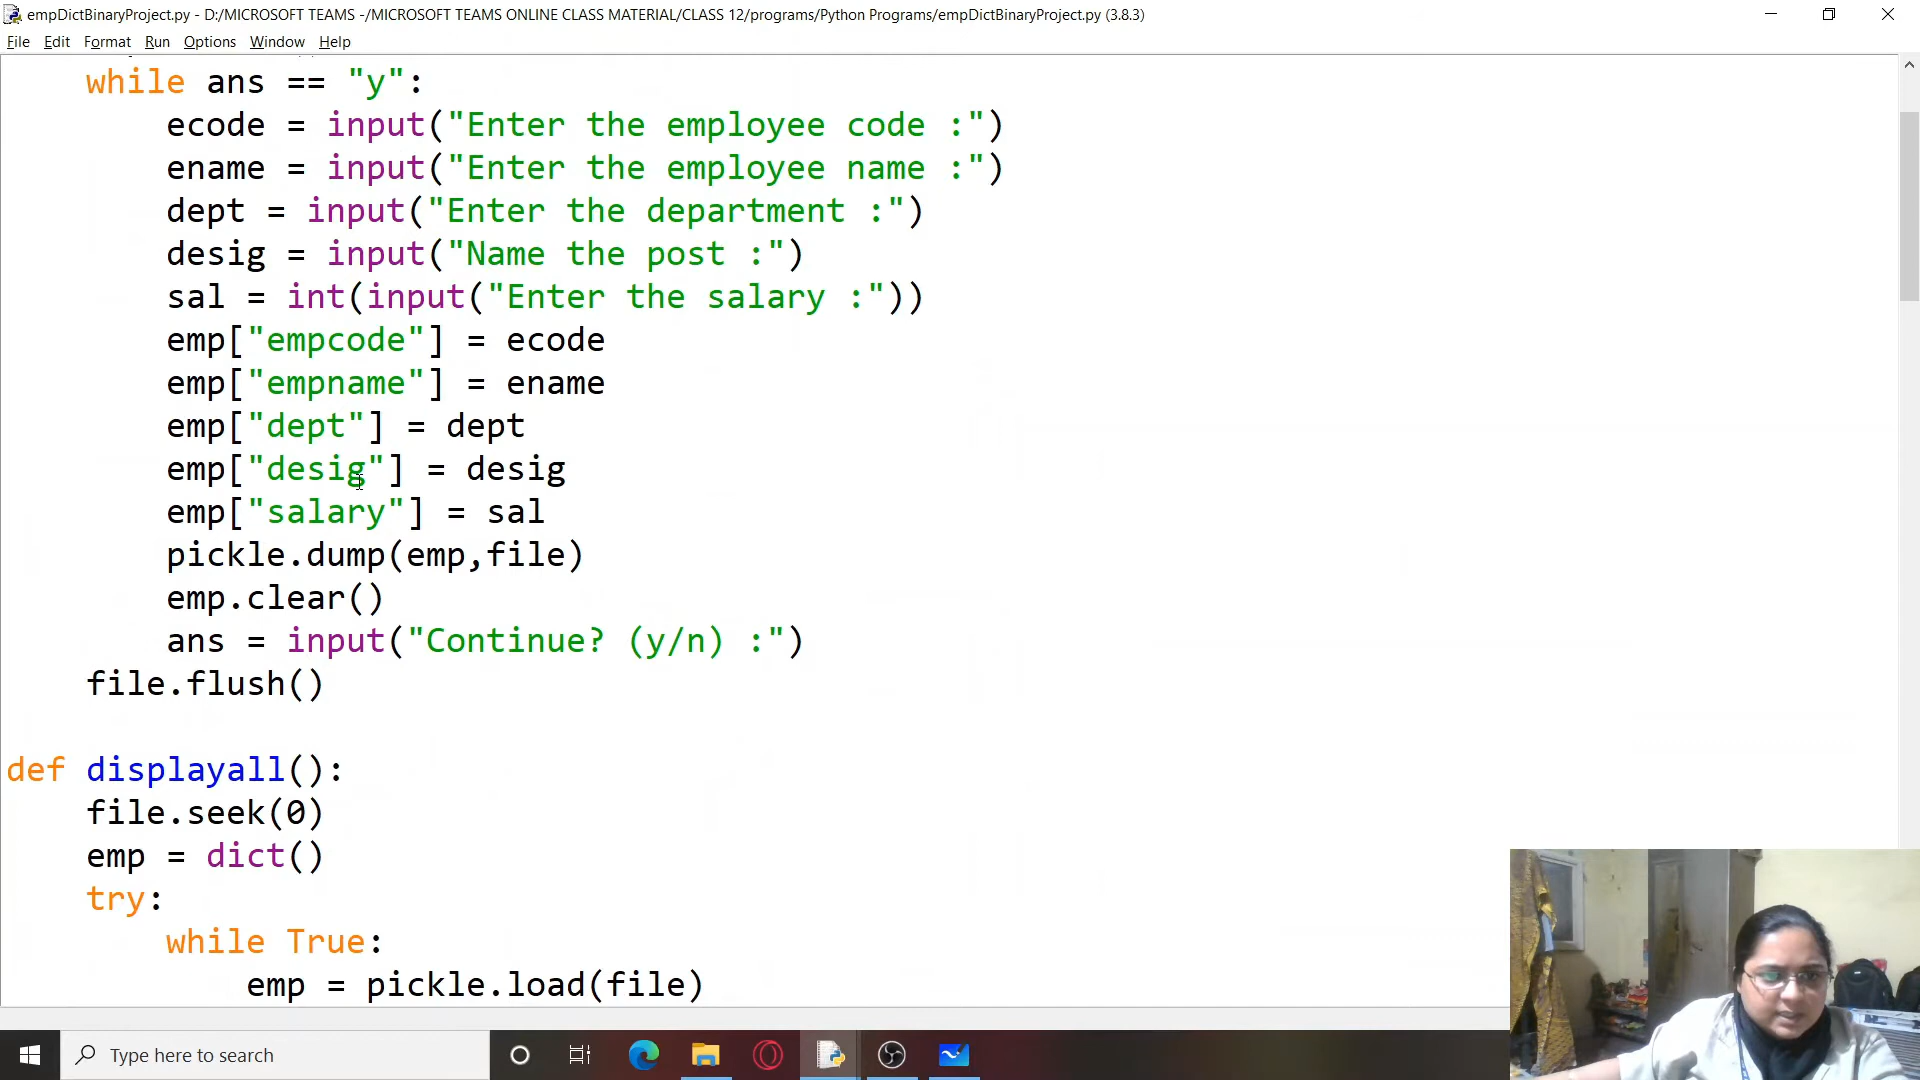 empDictBinaryProject.py - D:/MICROSOFT TEAMS -/MICROSOFT TEAMS ONLINE CLASS MATERIAL/CLASS 12/programs/Python Programs/empDictBinaryProject.py (3.8.3)
File Edit Format Run Options Window Help
while ans == "y":
ecode = input("Enter the employee code :")
ename = input("Enter the employee name :")
dept = input("Enter the department :")
desig = input("Name the post :")
sal = int(input("Enter the salary :"))
emp["empcode"] = ecode
emp["empname"] = ename
emp["dept"] = dept
emp["desig"] = desig
emp["salary"] = sal
pickle.dump(emp,file)
emp.clear()
ans = input("Continue? (y/n) :")
file.flush()
def displayall():
file.seek(0)
emp = dict()
try:
while True:
emp = pickle.load(file)
Type here to search